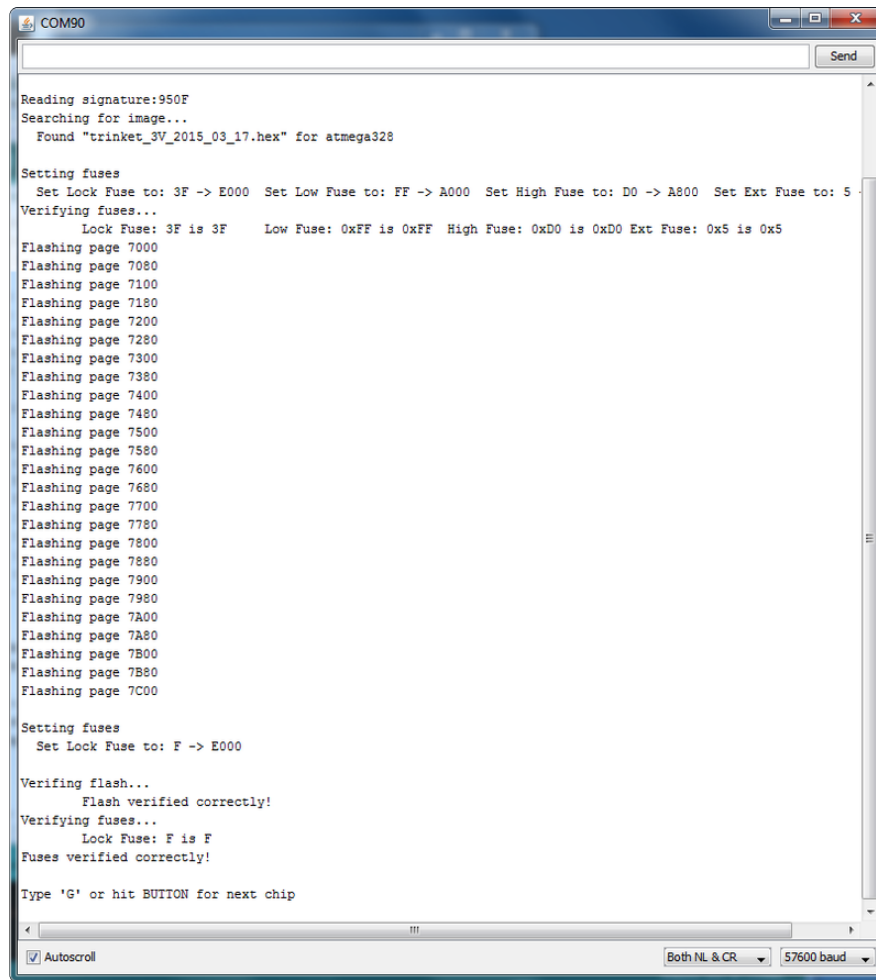 COM90
Send
Reading signature:950F
Searching for image...
Found "trinket_3V_2015_03_17.hex" for atmega328
Setting fuses
Set Lock Fuse to: 3F -> E000 Set Low Fuse to: FF -> A000 Set High Fuse to: D0 -> A800 Set Ext Fuse to: 5 -
Verifying fuses...
Lock Fuse: 3F is 3F Low Fuse: 0xFF is 0xFF High Fuse: 0xD0 is 0xD0 Ext Fuse: 0x5 is 0x5
Flashing page 7000
Flashing page 7080
Flashing page 7100
Flashing page 7180
Flashing page 7200
Flashing page 7280
Flashing page 7300
Flashing page 7380
Flashing page 7400
Flashing page 7480
Flashing page 7500
Flashing page 7580
Flashing page 7600
Flashing page 7680
Flashing page 7700
Flashing page 7780
Flashing page 7800
Flashing page 7880
Flashing page 7900
Flashing page 7980
Flashing page 7A00
Flashing page 7A80
Flashing page 7B00
Flashing page 7B80
Flashing page 7C00
Setting fuses
Set Lock Fuse to: F -> E000
Verifing flash...
Flash verified correctly!
Verifying fuses...
Lock Fuse: F is F
Fuses verified correctly!
Type 'G' or hit BUTTON for next chip
Autoscroll
Both NL & CR
57600 baud